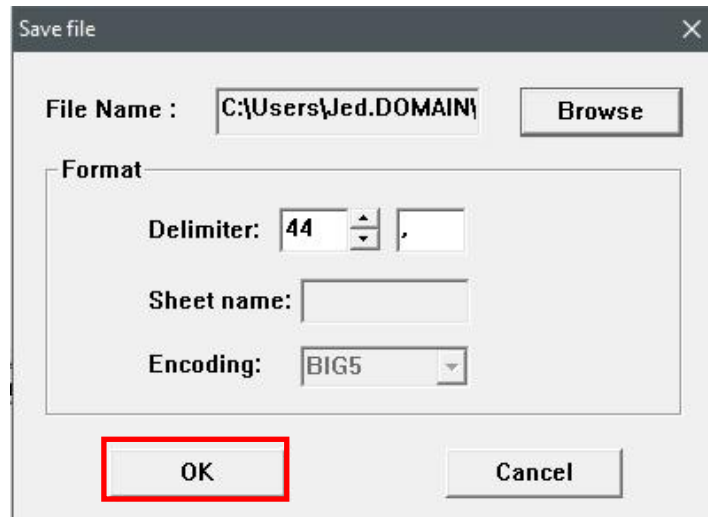 Save file
File Name : C:\Users\Jed.DOMAIN\ Browse
Format
Delimiter: 44 ,
Sheet name:
Encoding: BIG5
OK Cancel